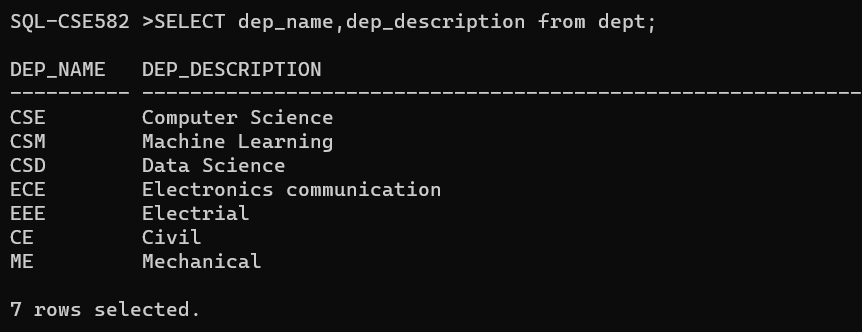 SQL-CSE582 >SELECT dep_name,dep_description from dept;
DEP_NAME   DEP_DESCRIPTION
---------- -------------------------------------------------------------
CSE        Computer Science
CSM        Machine Learning
CSD        Data Science
ECE        Electronics communication
EEE        Electrial
CE         Civil
ME         Mechanical
7 rows selected.